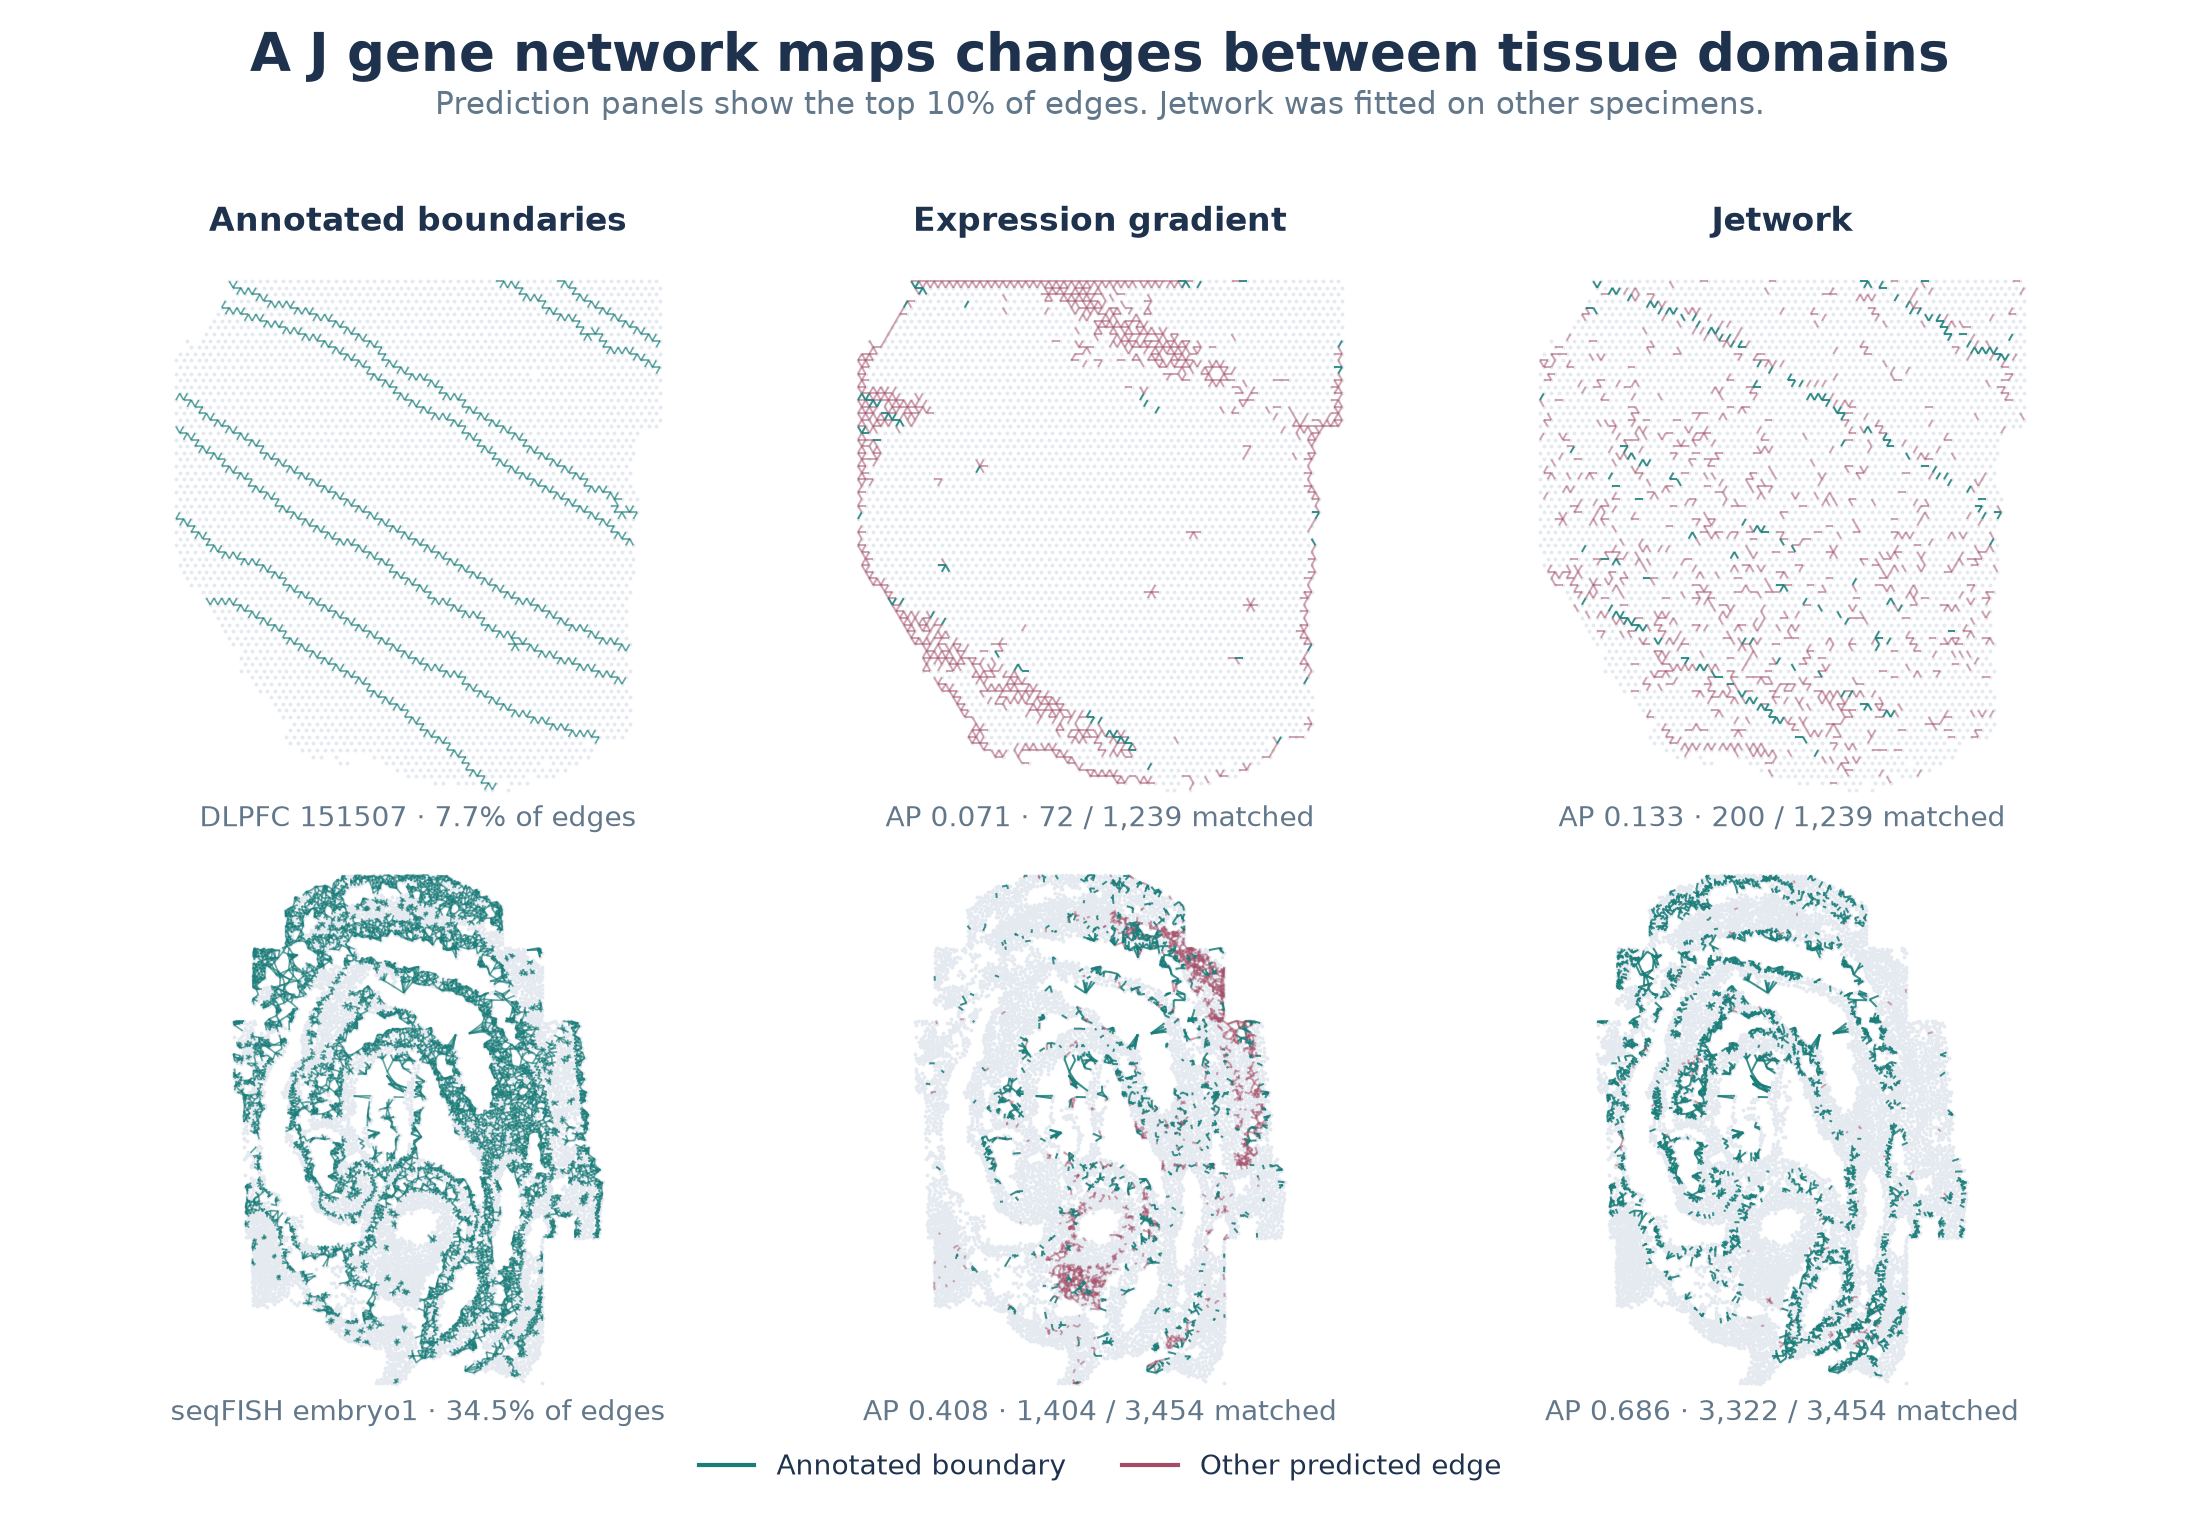 A J gene network maps changes between tissue domains
Prediction panels show the top 10% of edges. Jetwork was fitted on other specimens.
Annotated boundaries
Expression gradient
Jetwork
DLPFC 151507 · 7.7% of edges
AP 0.071 · 72 / 1,239 matched
AP 0.133 · 200 / 1,239 matched
seqFISH embryo1 · 34.5% of edges
AP 0.408 · 1,404 / 3,454 matched
AP 0.686 · 3,322 / 3,454 matched
Annotated boundary
Other predicted edge